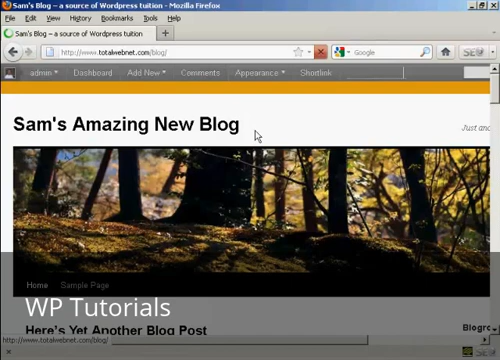 Sam's Blog – a source of Wordpress tuition - Mozilla Firefox
File Edit View History Bookmarks Tools Help
Sam's Blog – a source of Wordpress tuition
http://www.totalwebnet.com/blog/
Google
SEO
admin Dashboard Add New Comments Appearance Shortlink
Sam's Amazing New Blog
Just
Home Sample Page
WP Tutorials
Here's Yet Another Blog Post
Blogro
http://www.totalwebnet.com/blog/